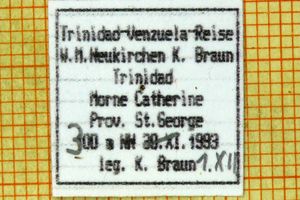 Trinidad-Venzuela-Reise
W.M.Neukirchen K. Braun
Trinidad
Morne Catherine
Prov. St.George
300 m NN 30.XI.1993
leg. K. Braun 1.XII